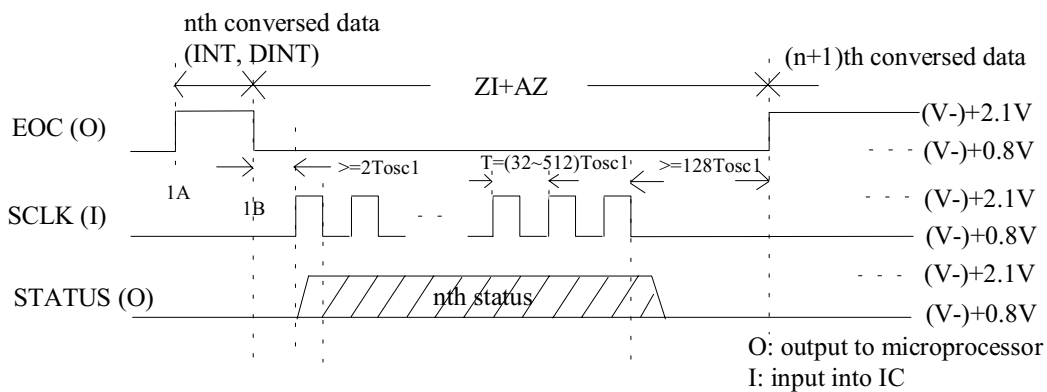 nth conversed data
(INT, DINT)
(n+1)th conversed data
ZI+AZ
EOC (O)
(V-)+2.1V
(V-)+0.8V
>=2Tosc1
T=(32~512)Tosc1
>=128Tosc1
1A
1B
SCLK (I)
(V-)+2.1V
(V-)+0.8V
STATUS (O)
nth status
(V-)+2.1V
(V-)+0.8V
O: output to microprocessor
I: input into IC